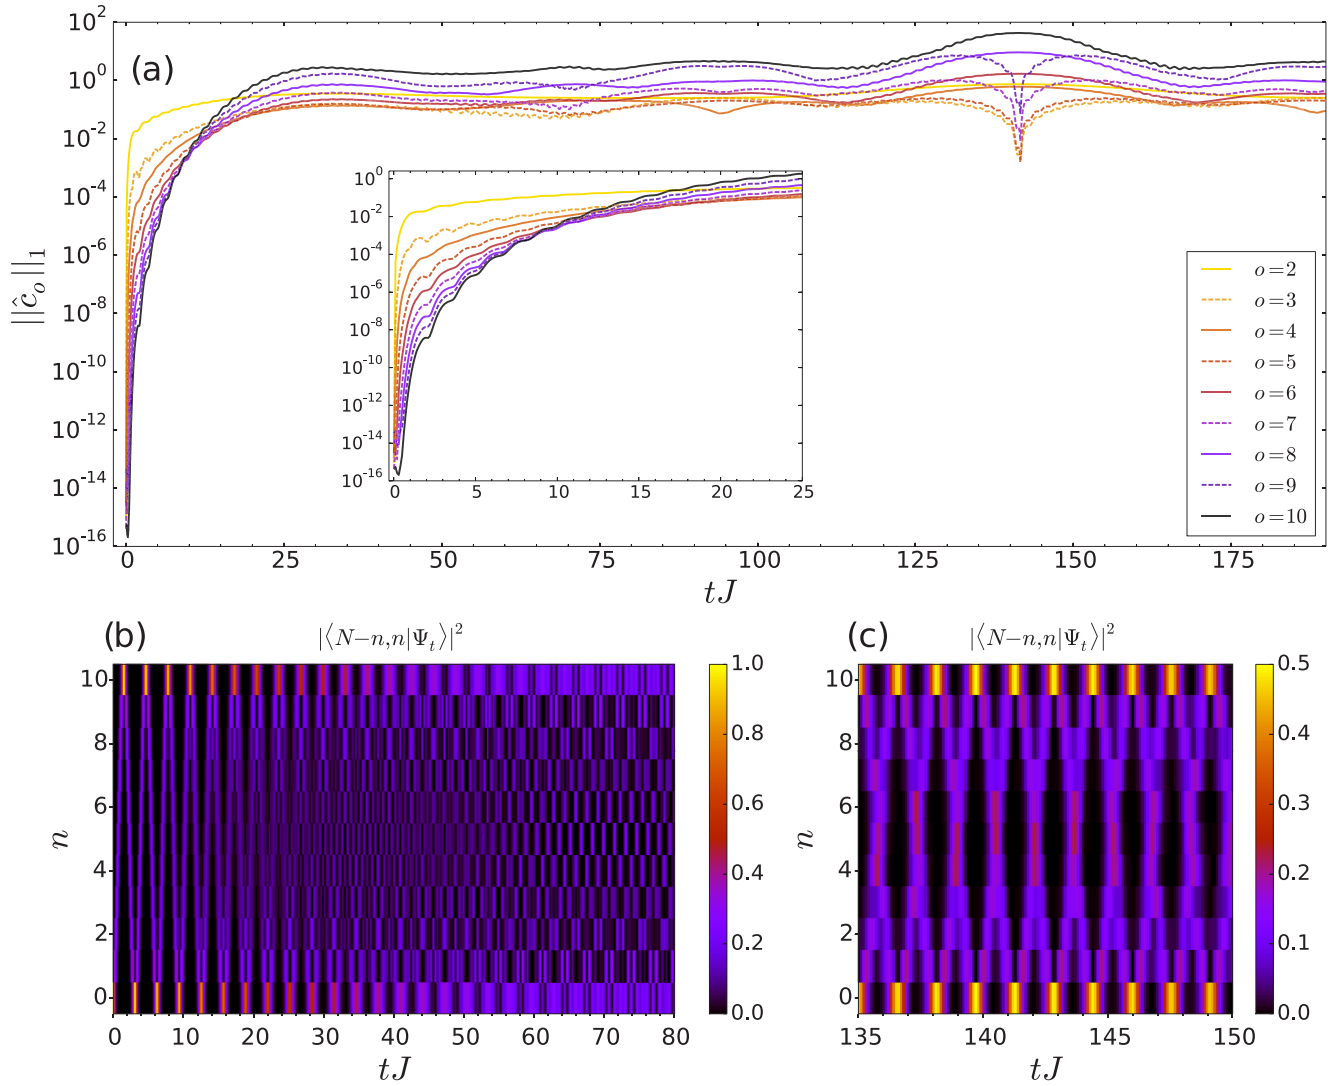 (a)
||ĉ_o||_1
10^2
10^0
10^-2
10^-4
10^-6
10^-8
10^-10
10^-12
10^-14
10^-16
0 25 50 75 100 125 150 175
tJ
10^0
10^-2
10^-4
10^-6
10^-8
10^-10
10^-12
10^-14
10^-16
0 5 10 15 20 25
o=2
o=3
o=4
o=5
o=6
o=7
o=8
o=9
o=10
(b) |⟨N−n,n|Ψ_t⟩|^2
n
10
8
6
4
2
0
0 10 20 30 40 50 60 70 80
tJ
1.0
0.8
0.6
0.4
0.2
0.0
(c) |⟨N−n,n|Ψ_t⟩|^2
n
10
8
6
4
2
0
135 140 145 150
tJ
0.5
0.4
0.3
0.2
0.1
0.0